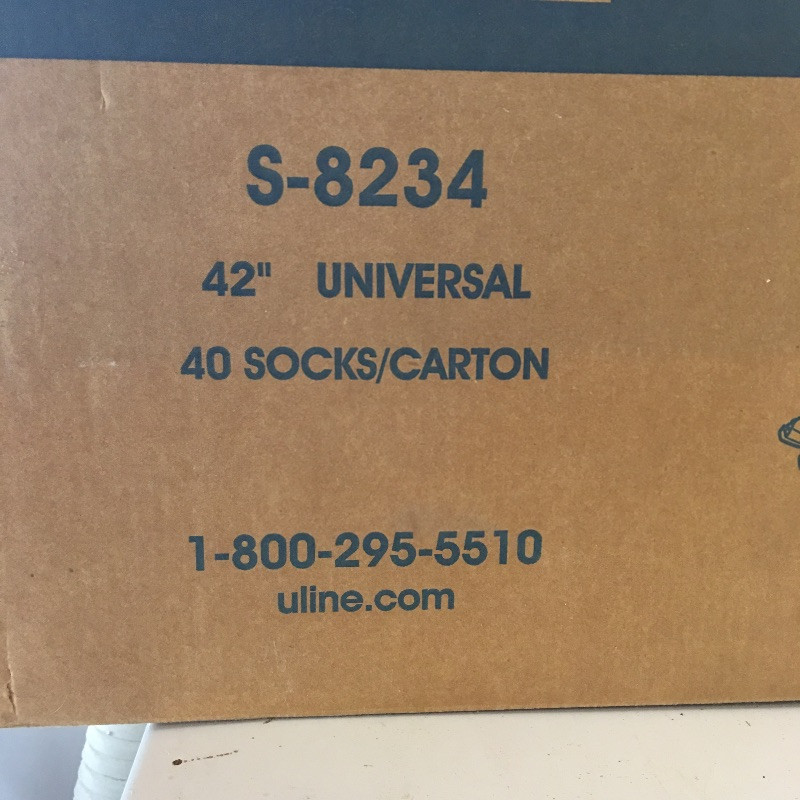 S-8234
42" UNIVERSAL
40 SOCKS/CARTON
1-800-295-5510
uline.com